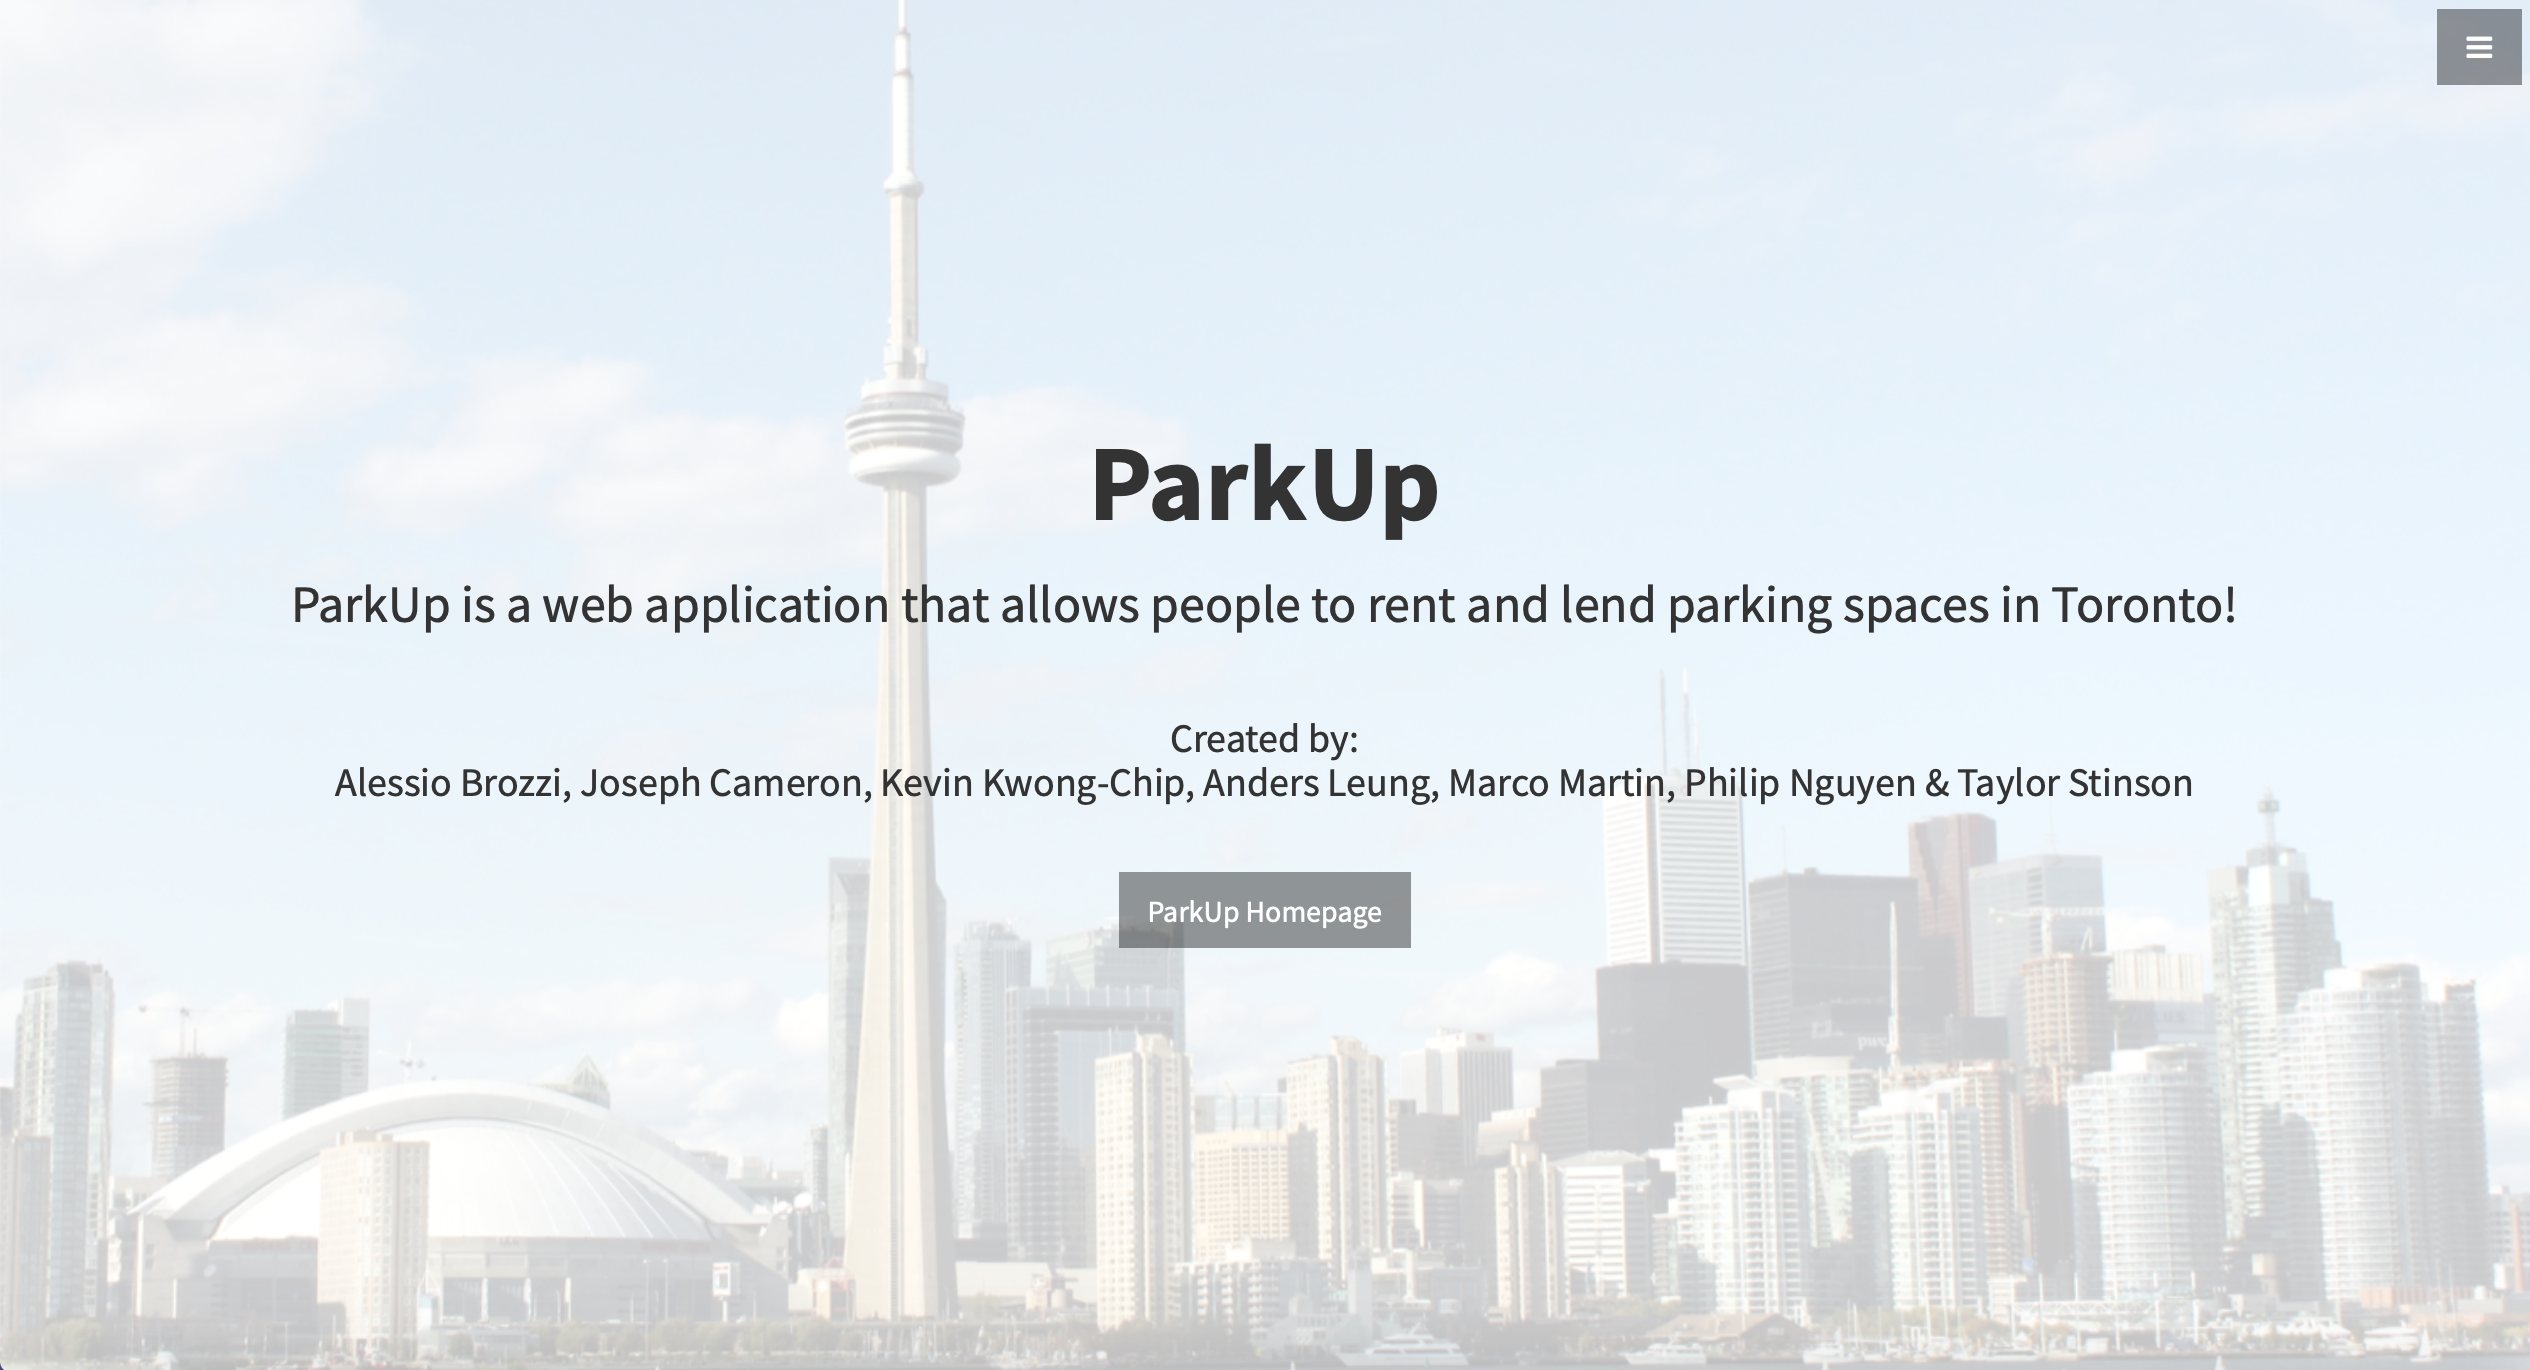 ParkUp
ParkUp is a web application that allows people to rent and lend parking spaces in Toronto!
Created by:
Alessio Brozzi, Joseph Cameron, Kevin Kwong-Chip, Anders Leung, Marco Martin, Philip Nguyen & Taylor Stinson
ParkUp Homepage
pwc